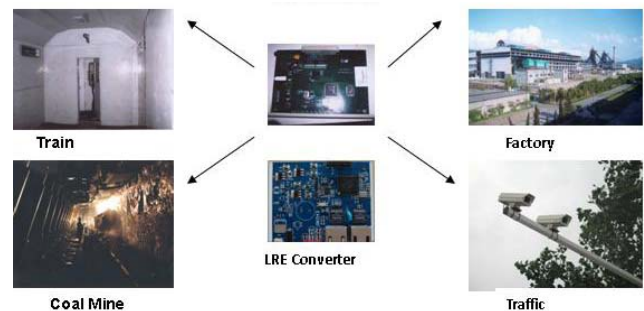 Train
Factory
LRE Converter
Coal Mine
Traffic